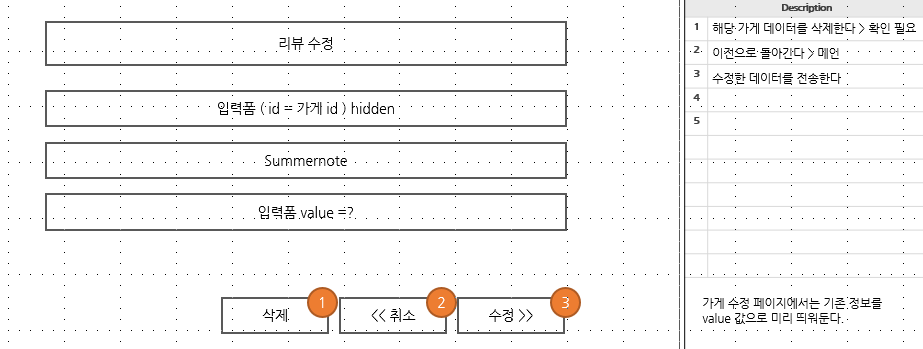 리뷰 수정
입력폼 ( id = 가게 id ) hidden
Summernote
입력폼 value =?
삭제
1
<< 취소
2
수정 >>
3
Description
1 해당 가게 데이터를 삭제한다 > 확인 필요
2 이전으로 돌아간다 > 메인
3 수정한 데이터를 전송한다
4
5
가게 수정 페이지에서는 기존 정보를
value 값으로 미리 띄워둔다.